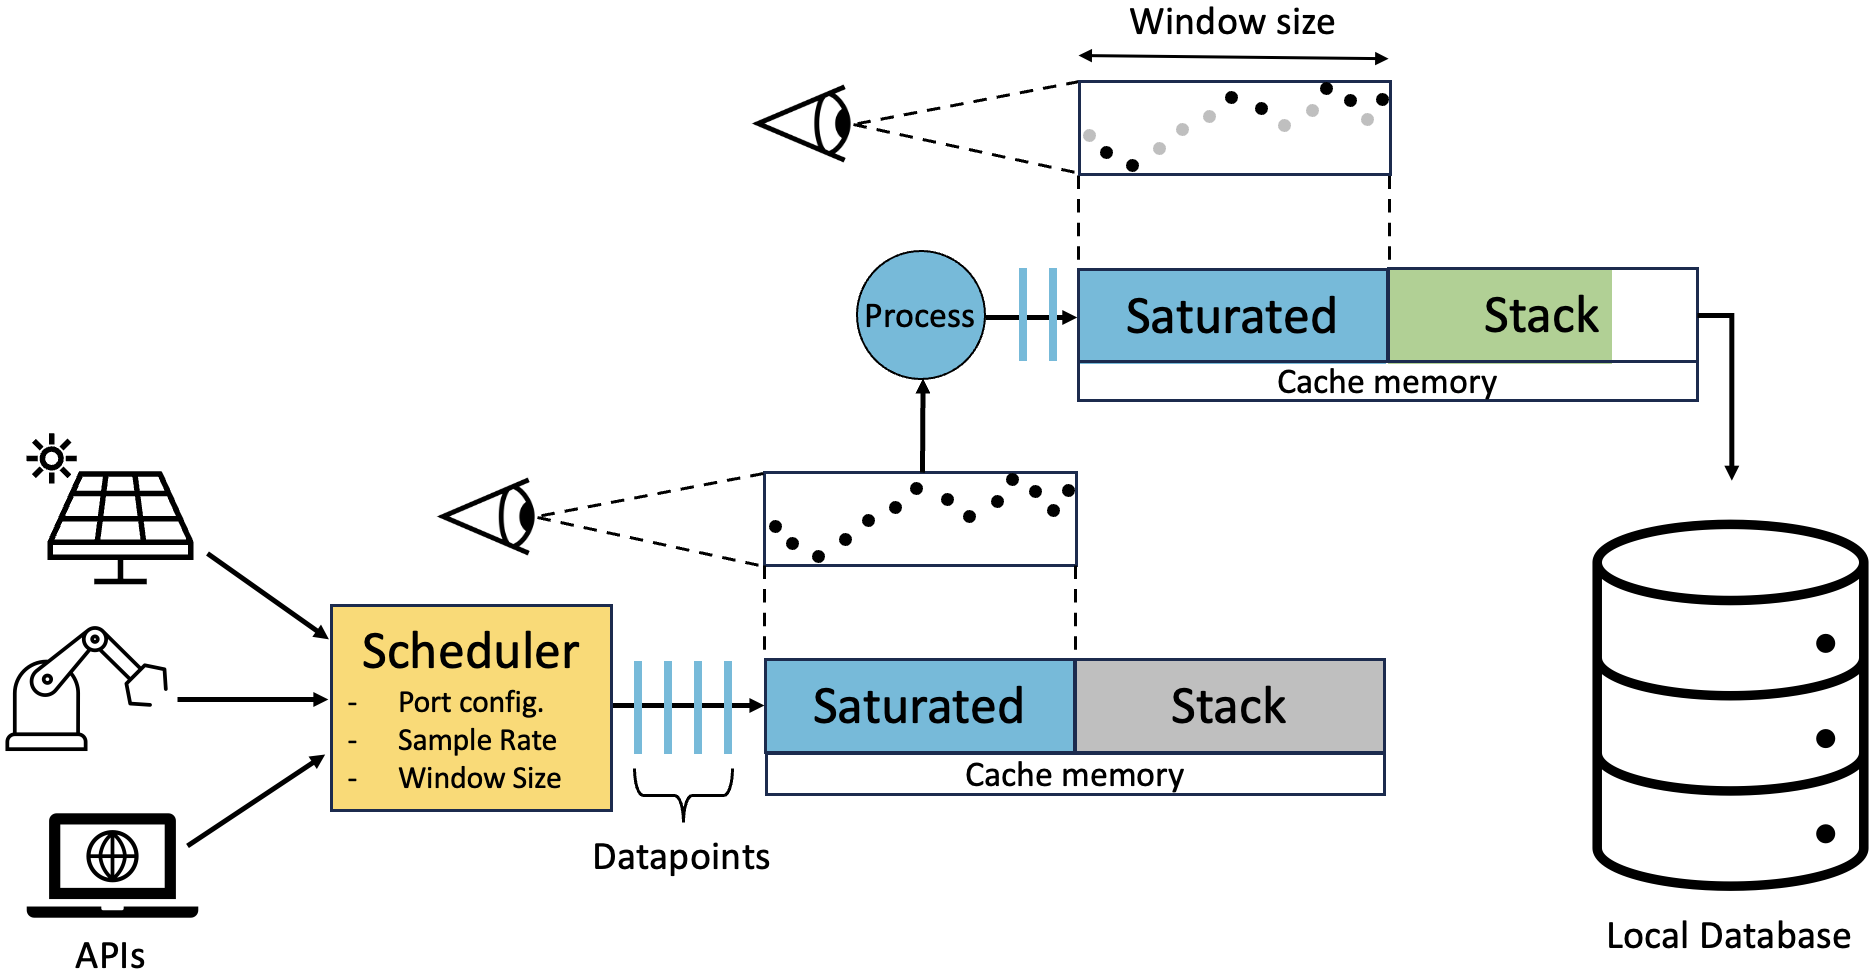 Window size
Process
Saturated
Stack
Cache memory
Scheduler
- Port config.
- Sample Rate
- Window Size
Saturated
Stack
Cache memory
Datapoints
APIs
Local Database